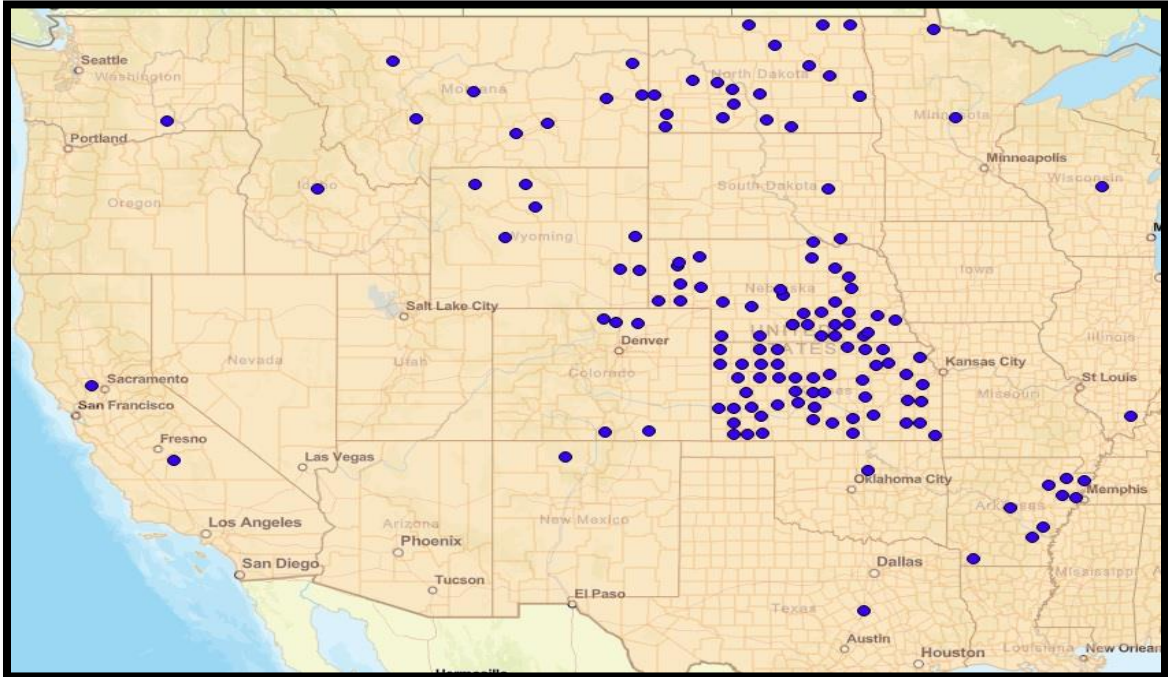 Seattle
Washington
Portland
Montana
North Dakota
Minnesota
Minneapolis
Wisconsin
Oregon
Idaho
South Dakota
Wyoming
Iowa
Salt Lake City
Nebraska
UNITED
STATES
Illinois
Denver
Nevada
Utah
Colorado
Kansas City
Sacramento
St Louis
Missouri
San Francisco
Fresno
Las Vegas
Oklahoma City
Memphis
Arkansas
Los Angeles
Arizona
New Mexico
Phoenix
San Diego
Dallas
Tucson
Mississippi
El Paso
Texas
Austin
Houston
Louisiana
New Orlean